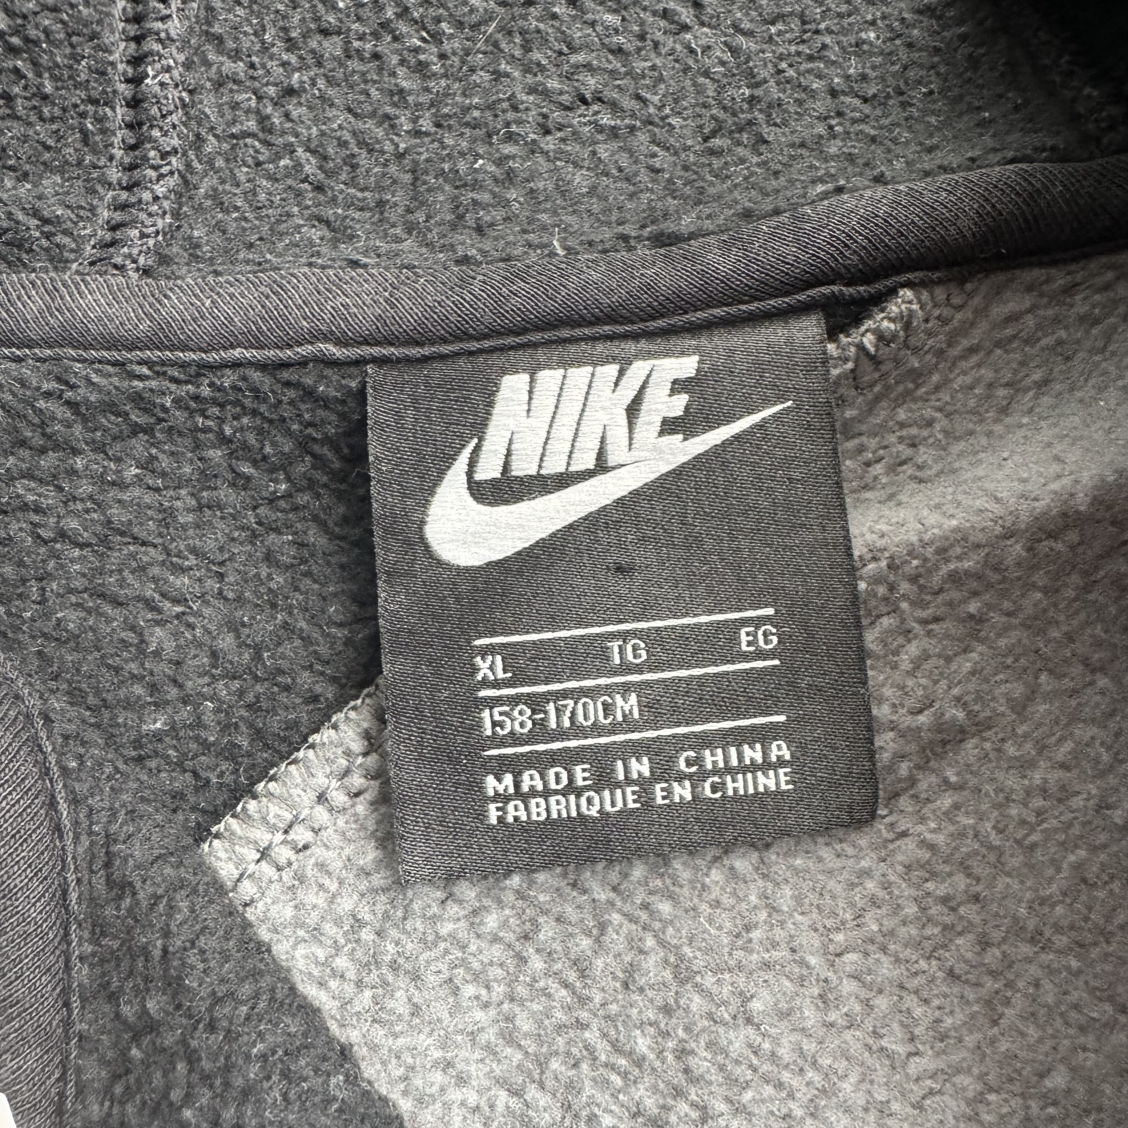 NIKE
XL TG EG
158-170CM
MADE IN CHINA
FABRIQUE EN CHINE